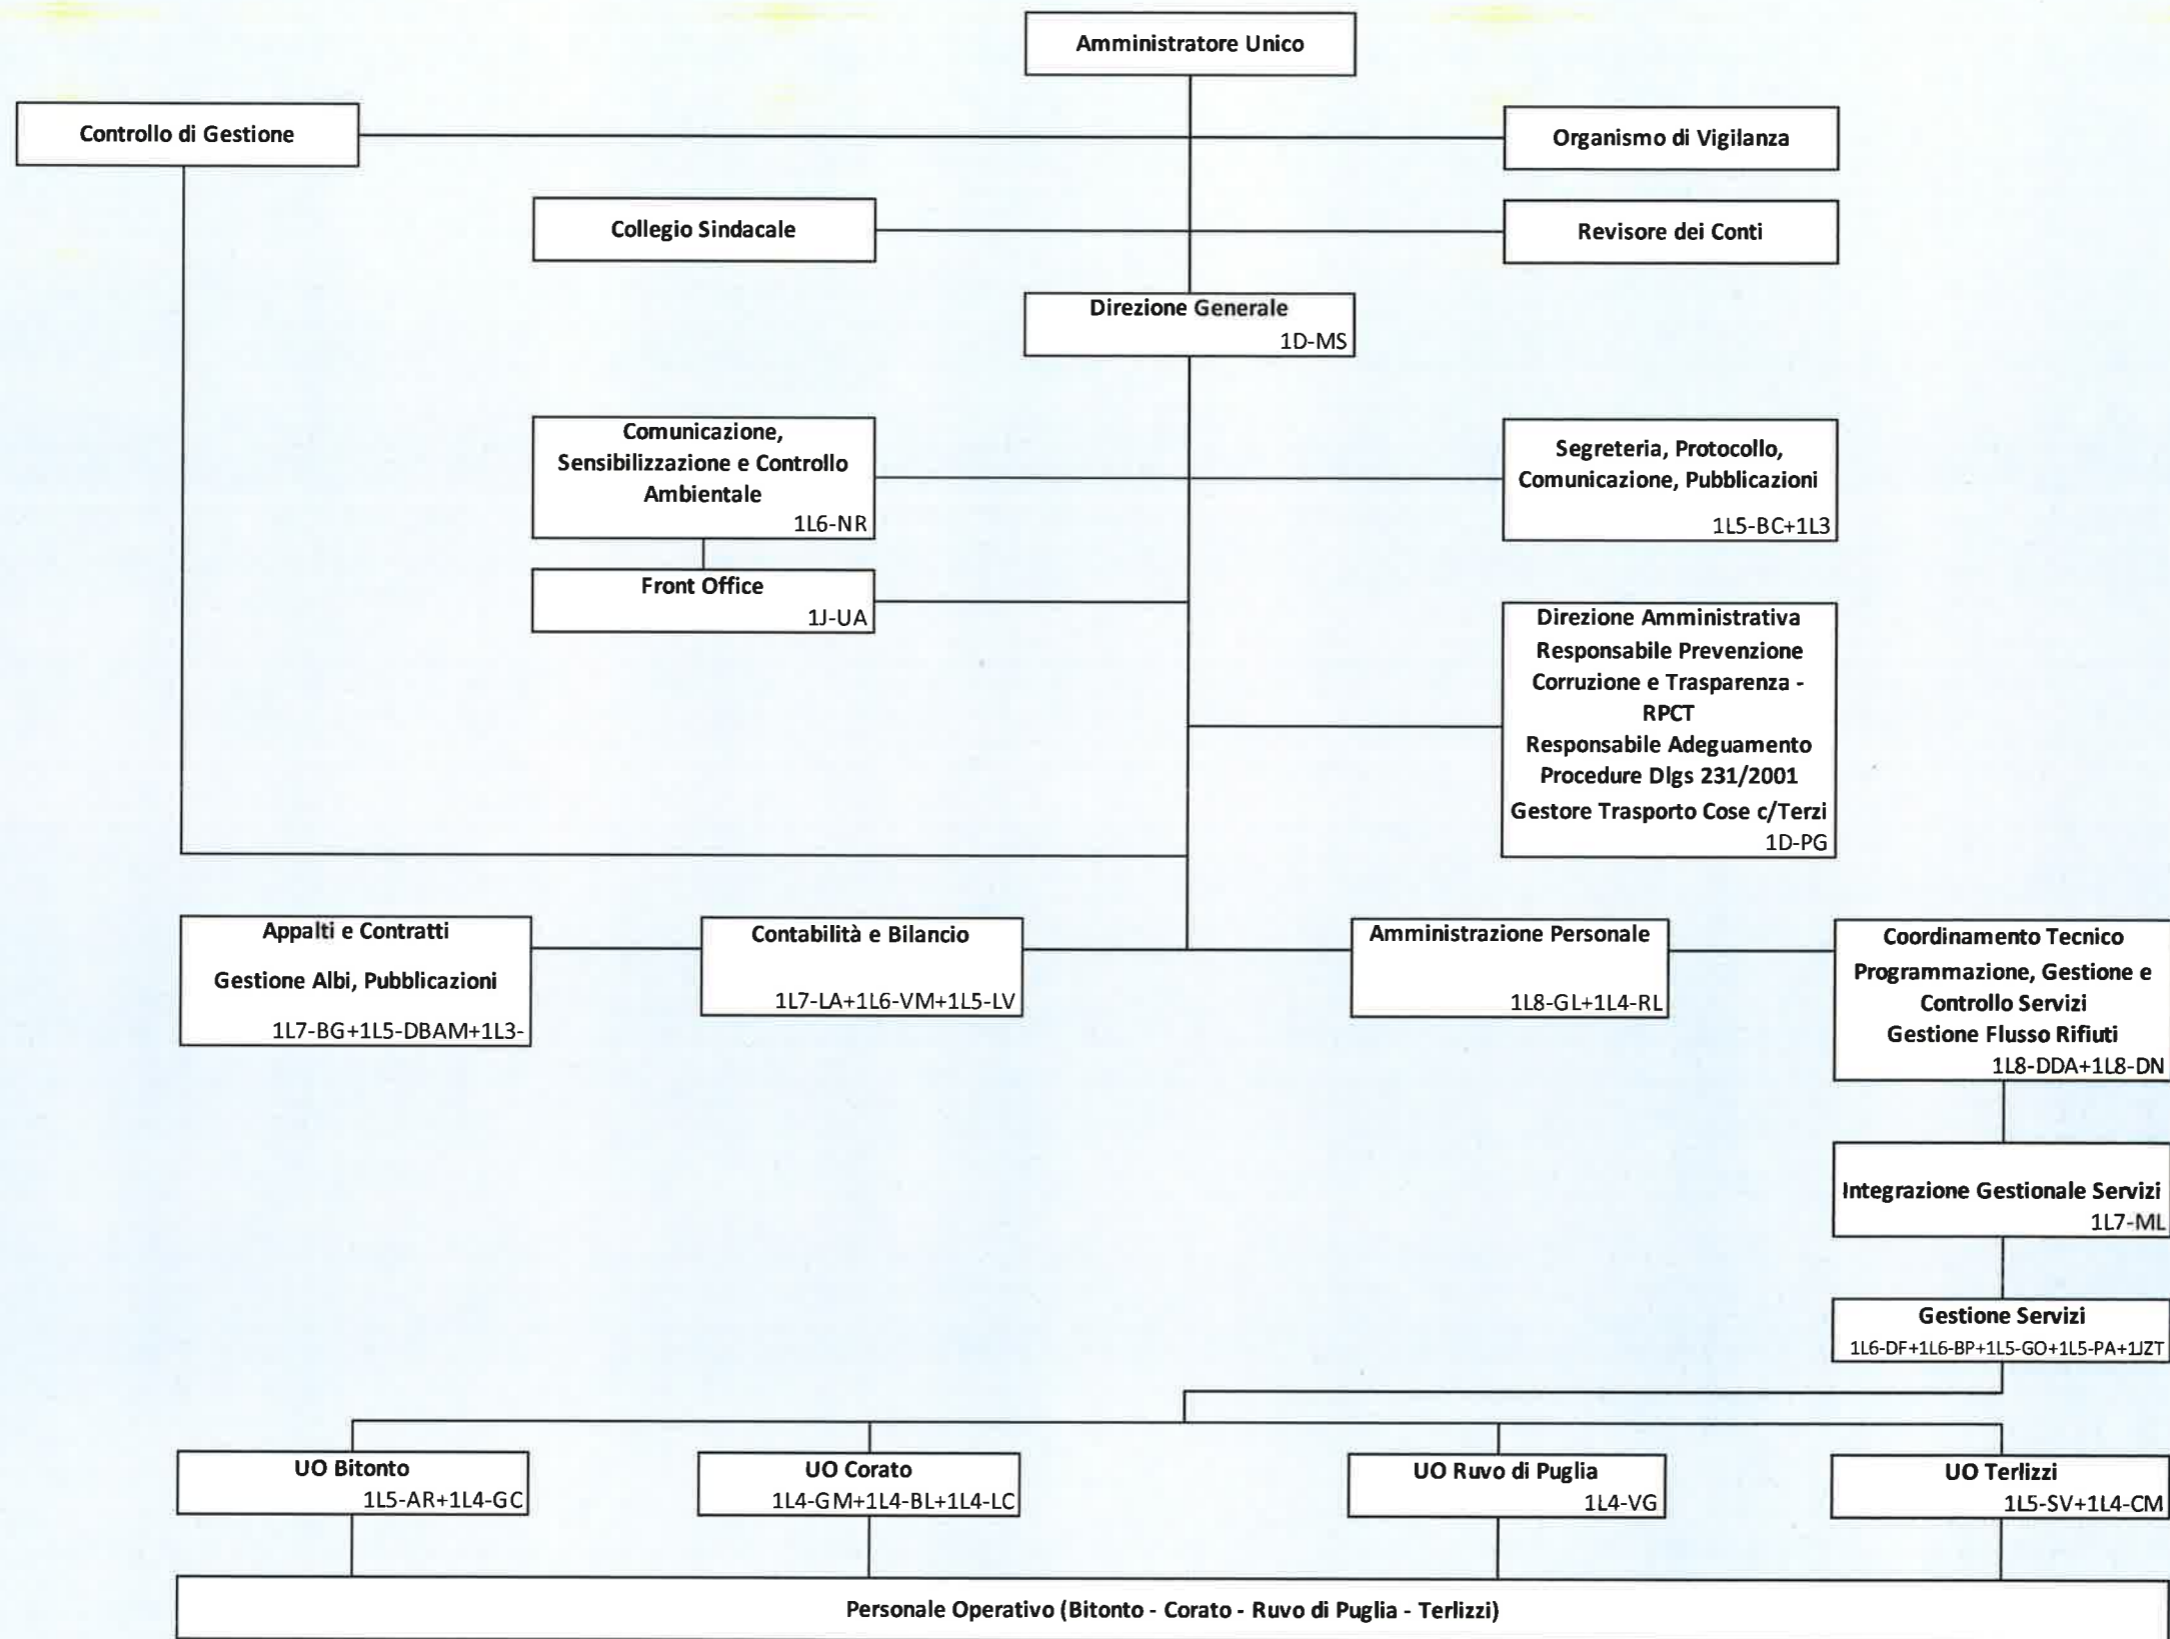 Amministratore Unico
Controllo di Gestione
Organismo di Vigilanza
Collegio Sindacale
Revisore dei Conti
Direzione Generale
1D-MS
Comunicazione,
Sensibilizzazione e Controllo
Ambientale
1L6-NR
Segreteria, Protocollo,
Comunicazione, Pubblicazioni
1L5-BC+1L3
Front Office
1J-UA
Direzione Amministrativa
Responsabile Prevenzione
Corruzione e Trasparenza -
RPCT
Responsabile Adeguamento
Procedure Dlgs 231/2001
Gestore Trasporto Cose c/Terzi
1D-PG
Appalti e Contratti
Gestione Albi, Pubblicazioni
1L7-BG+1L5-DBAM+1L3-
Contabilità e Bilancio
1L7-LA+1L6-VM+1L5-LV
Amministrazione Personale
1L8-GL+1L4-RL
Coordinamento Tecnico
Programmazione, Gestione e
Controllo Servizi
Gestione Flusso Rifiuti
1L8-DDA+1L8-DN
Integrazione Gestionale Servizi
1L7-ML
Gestione Servizi
1L6-DF+1L6-BP+1L5-GO+1L5-PA+1JZT
UO Bitonto
1L5-AR+1L4-GC
UO Corato
1L4-GM+1L4-BL+1L4-LC
UO Ruvo di Puglia
1L4-VG
UO Terlizzi
1L5-SV+1L4-CM
Personale Operativo (Bitonto - Corato - Ruvo di Puglia - Terlizzi)